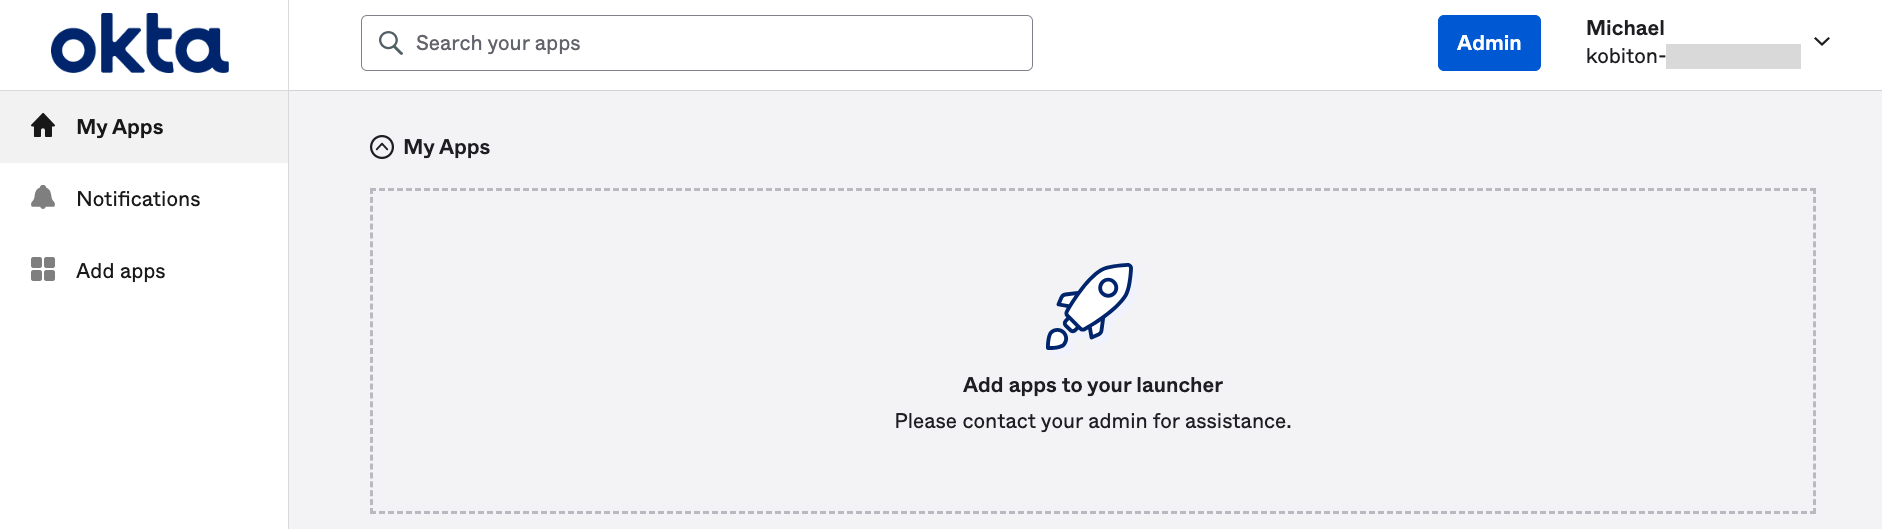 okta
Search your apps
Admin
Michael
kobiton-
My Apps
Notifications
Add apps
My Apps
Add apps to your launcher
Please contact your admin for assistance.